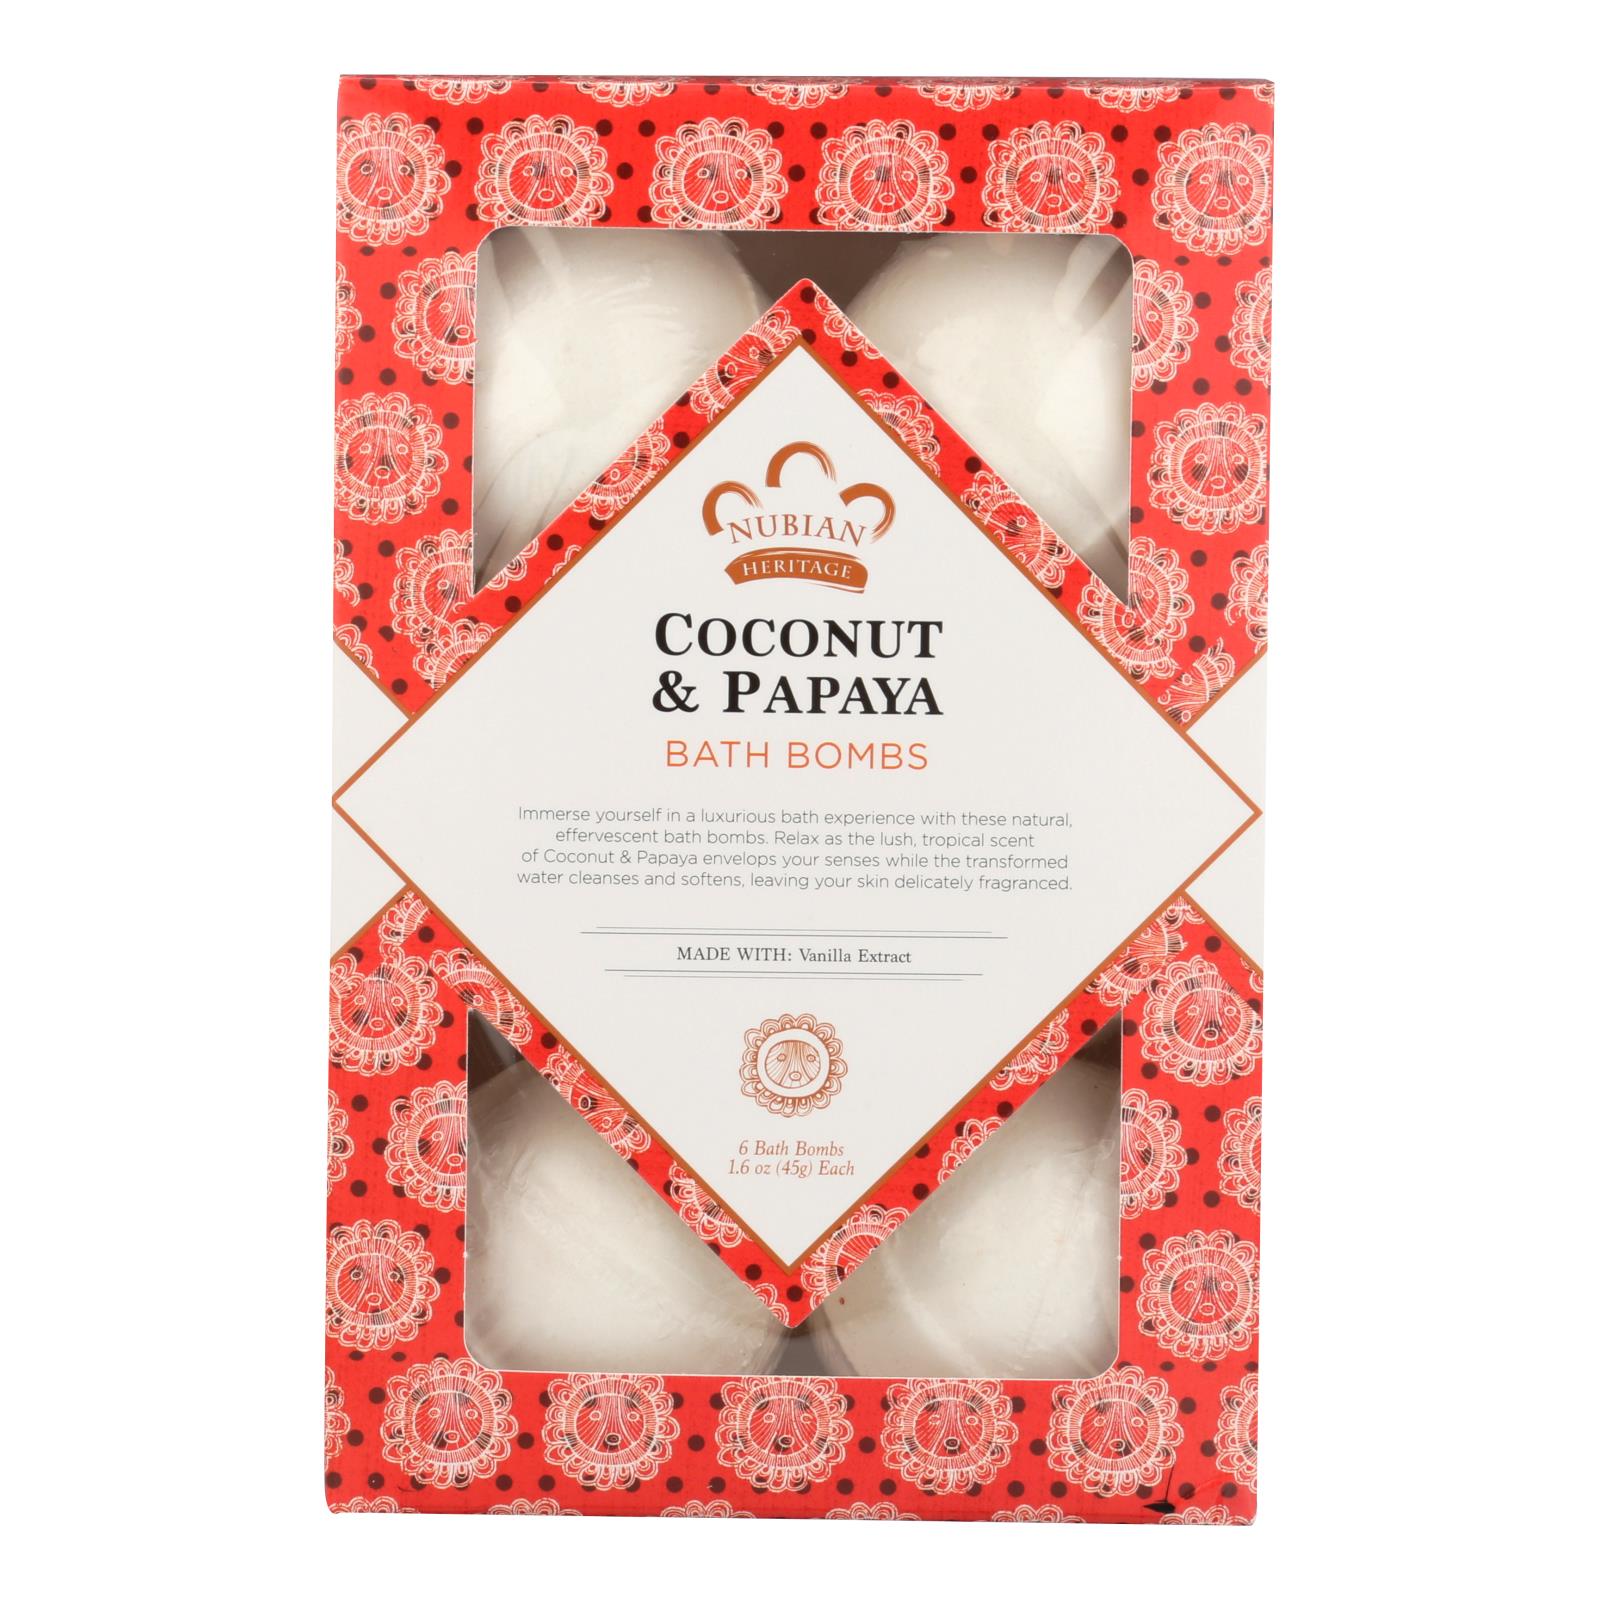 NUBIAN
HERITAGE
COCONUT
& PAPAYA
BATH BOMBS
Immerse yourself in a luxurious bath experience with these natural,
effervescent bath bombs. Relax as the lush, tropical scent
of Coconut & Papaya envelops your senses while the transformed
water cleanses and softens, leaving your skin delicately fragranced.
MADE WITH: Vanilla Extract
6 Bath Bombs
1.6 oz (45g) Each